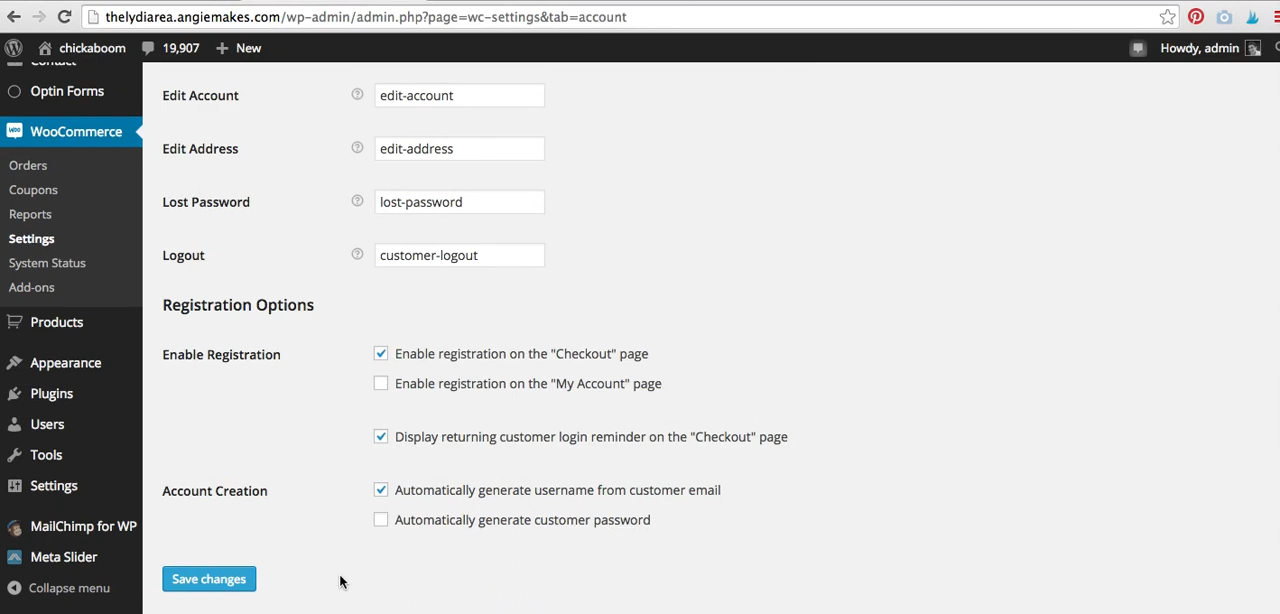 thelydiarea.angiemakes.com/wp-admin/admin.php?page=wc-settings&tab=account
chickaboom 19,907 New Howdy, admin
Contact
Optin Forms
WooCommerce
Orders
Coupons
Reports
Settings
System Status
Add-ons
Products
Appearance
Plugins
Users
Tools
Settings
MailChimp for WP
Meta Slider
Collapse menu
Edit Account edit-account
Edit Address edit-address
Lost Password lost-password
Logout customer-logout
Registration Options
Enable Registration Enable registration on the "Checkout" page
Enable registration on the "My Account" page
Display returning customer login reminder on the "Checkout" page
Account Creation Automatically generate username from customer email
Automatically generate customer password
Save changes